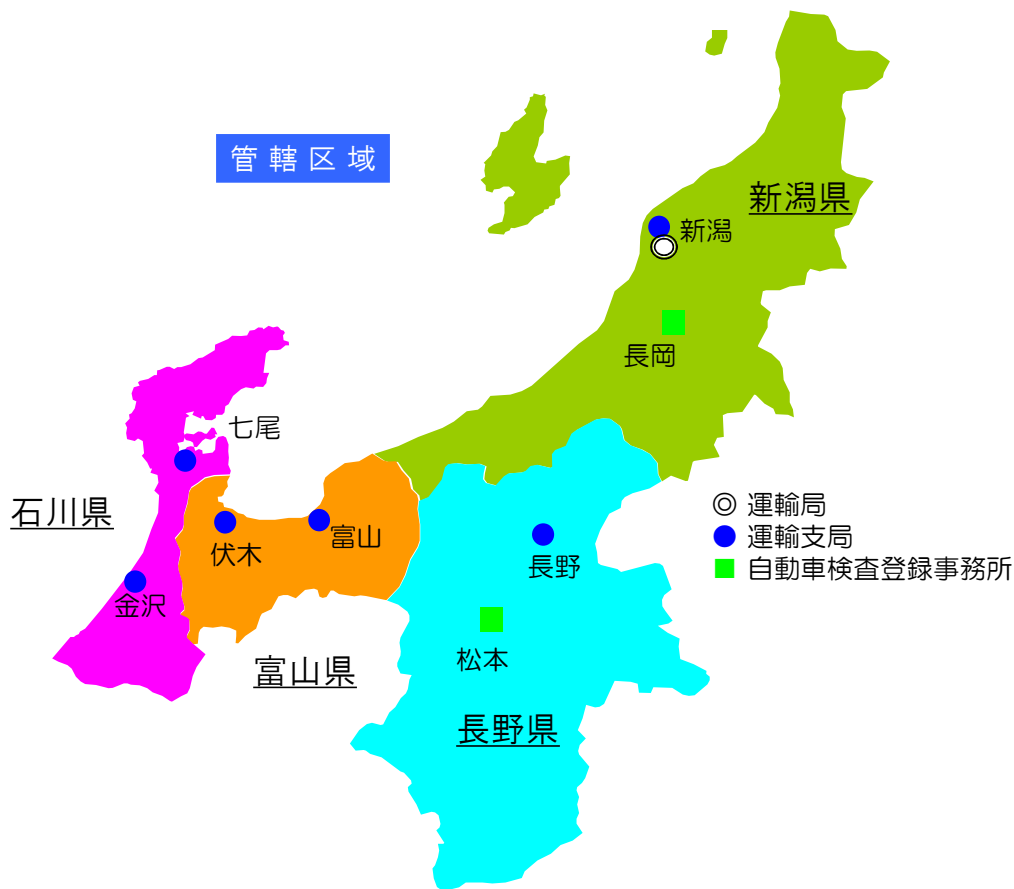 管轄区域
新潟県
新潟
長岡
七尾
石川県
伏木
富山
金沢
富山県
長野
松本
長野県
運輸局
運輸支局
自動車検査登録事務所